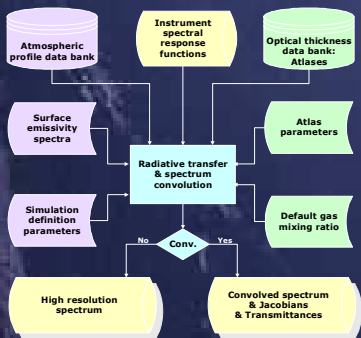 Atmospheric
profile data bank
Instrument
spectral
response
functions
Optical thickness
data bank:
Atlases
Surface
emissivity
spectra
Atlas
parameters
Radiative transfer
& spectrum
convolution
Simulation
definition
parameters
Default gas
mixing ratio
No
Conv.
Yes
High resolution
spectrum
Convolved spectrum
& Jacobians
& Transmittances